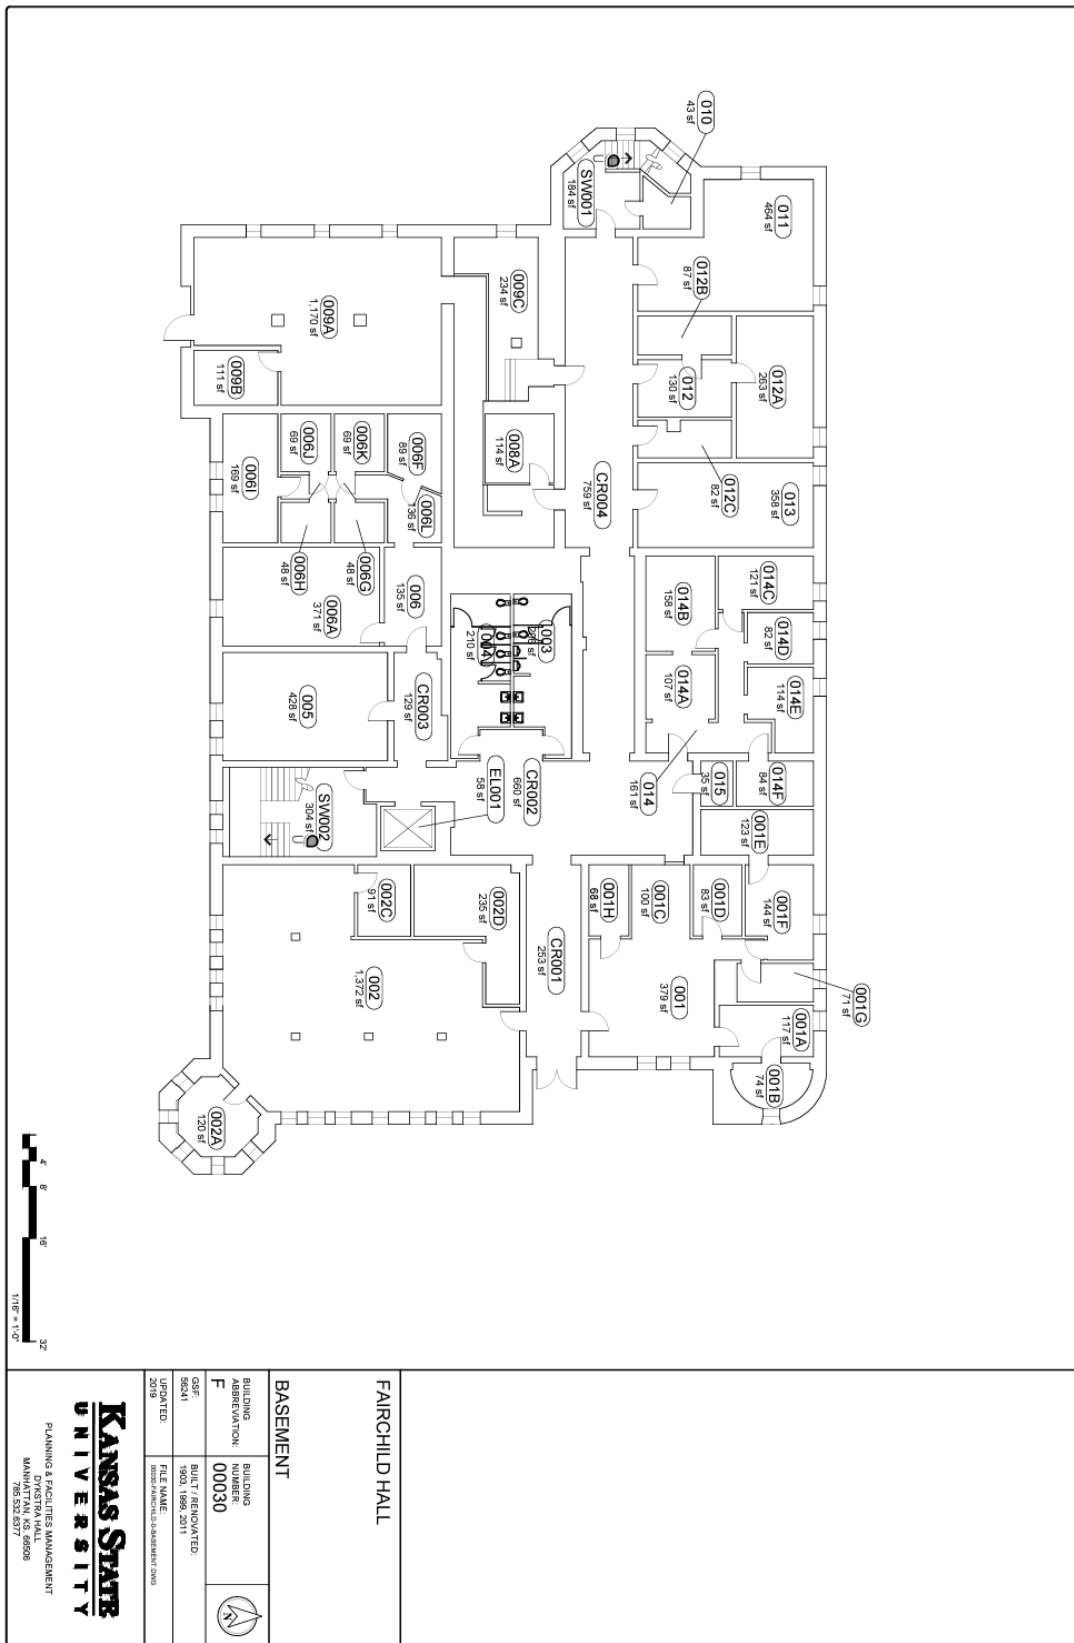 010
43 sf
SW001
184 sf
011
464 sf
012B
87 sf
009C
234 sf
009A
1,170 sf
009B
111 sf
012
130 sf
012A
263 sf
006J
69 sf
006K
69 sf
006F
89 sf
008A
114 sf
CR004
759 sf
012C
82 sf
013
358 sf
006I
169 sf
006L
136 sf
006H
48 sf
006G
48 sf
006A
371 sf
006
135 sf
014B
158 sf
014C
121 sf
014D
82 sf
004
210 sf
003
005
428 sf
CR003
129 sf
014A
107 sf
014E
114 sf
SW002
304 sf
EL001
58 sf
CR002
660 sf
014
161 sf
015
35 sf
014F
84 sf
001E
123 sf
002C
91 sf
002D
235 sf
001H
68 sf
001C
100 sf
001D
83 sf
001F
144 sf
CR001
253 sf
002
1,372 sf
001
379 sf
001G
71 sf
001A
117 sf
001B
74 sf
002A
120 sf
4'
8'
16'
32'
1/16" = 1'-0"
FAIRCHILD HALL
BASEMENT
BUILDING ABBREVIATION:
F
BUILDING NUMBER:
00030
N
GSF:
56241
BUILT / RENOVATED:
1903, 1999, 2011
UPDATED:
2019
FILE NAME:
00030-FAIRCHILD-0-BASEMENT.DWG
KANSAS STATE
UNIVERSITY
PLANNING & FACILITIES MANAGEMENT
DYKSTRA HALL
MANHATTAN, KS. 66506
785.532.6377